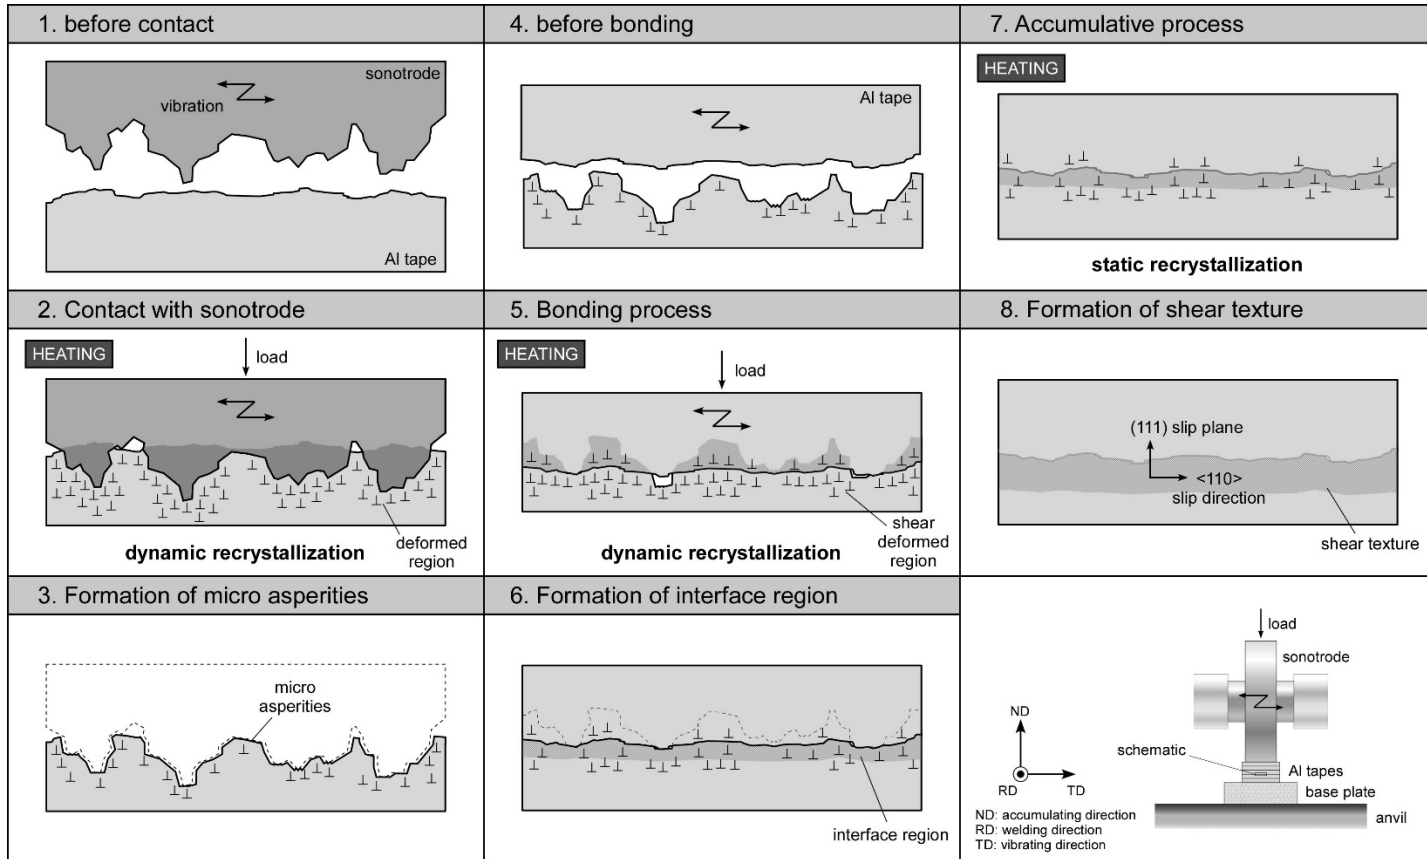 1. before contact
sonotrode
vibration
Al tape
2. Contact with sonotrode
HEATING
load
deformed
region
dynamic recrystallization
3. Formation of micro asperities
micro
asperities
4. before bonding
Al tape
5. Bonding process
HEATING
load
shear
deformed
region
dynamic recrystallization
6. Formation of interface region
interface region
7. Accumulative process
HEATING
static recrystallization
8. Formation of shear texture
(111) slip plane
<110>
slip direction
shear texture
load
sonotrode
ND
schematic
Al tapes
base plate
RD
TD
anvil
ND: accumulating direction
RD: welding direction
TD: vibrating direction